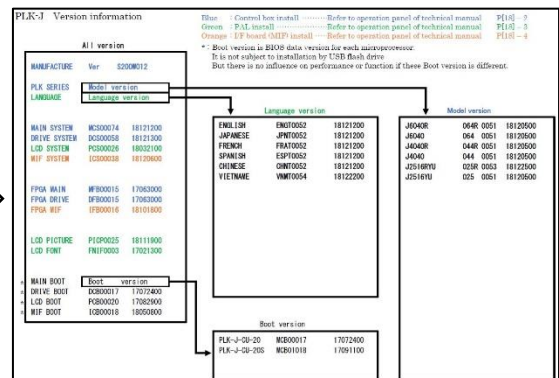 PLK-J Version information
Blue : Control box install ········· Refer to operation panel of technical manual P[18] – 2
Green : PAL install ········· Refer to operation panel of technical manual P[18] – 3
Orange : I/F board (MIF) install ···· Refer to operation panel of technical manual P[18] – 4
* : Boot version is BIOS data version for each microprocessor.
It is not subject to installation by USB flash drive
But there is no influence on performance or function if these Boot version is different.
All version
MANUFACTURE Ver S200M012
PLK SERIES Model version
LANGUAGE Language version
MAIN SYSTEM MCS00074 18121200
DRIVE SYSTEM DCS00058 18121300
LCD SYSTEM PCS00026 18032100
MIF SYSTEM ICS00038 18120600
FPGA MAIN MFB00015 17063000
FPGA DRIVE DFB00015 17063000
FPGA MIF IFB00016 18101800
LCD PICTURE PICP0025 18111900
LCD FONT FNIF0003 17021300
* MAIN BOOT Boot version
* DRIVE BOOT DCB00017 17072400
* LCD BOOT PCB00020 17082900
* MIF BOOT ICB00018 18050800
Language version
ENGLISH ENGT0052 18121200
JAPANESE JPNT0052 18121200
FRENCH FRAT0052 18121200
SPANISH ESPT0052 18121200
CHINESE CHNT0052 18121200
VIETNAME VNMT0054 18122200
Model version
J6040R 064R 0051 18120500
J6040 064 0051 18120500
J4040R 044R 0051 18120500
J4040 044 0051 18120500
J2516RYU 025R 0053 18122100
J2516YU 025 0051 18120500
Boot version
PLK-J-CU-20 MCB00017 17072400
PLK-J-CU-20S MCB01018 17091100